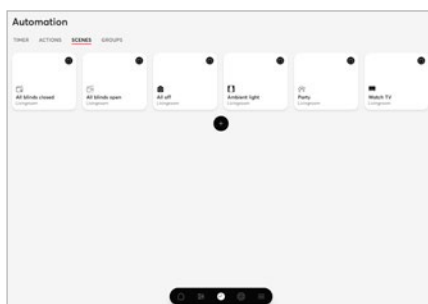 Automation
TIMER ACTIONS SCENES GROUPS
All blinds closed
Livingroom
All blinds open
Livingroom
All off
Livingroom
Ambient light
Livingroom
Party
Livingroom
Watch TV
Livingroom